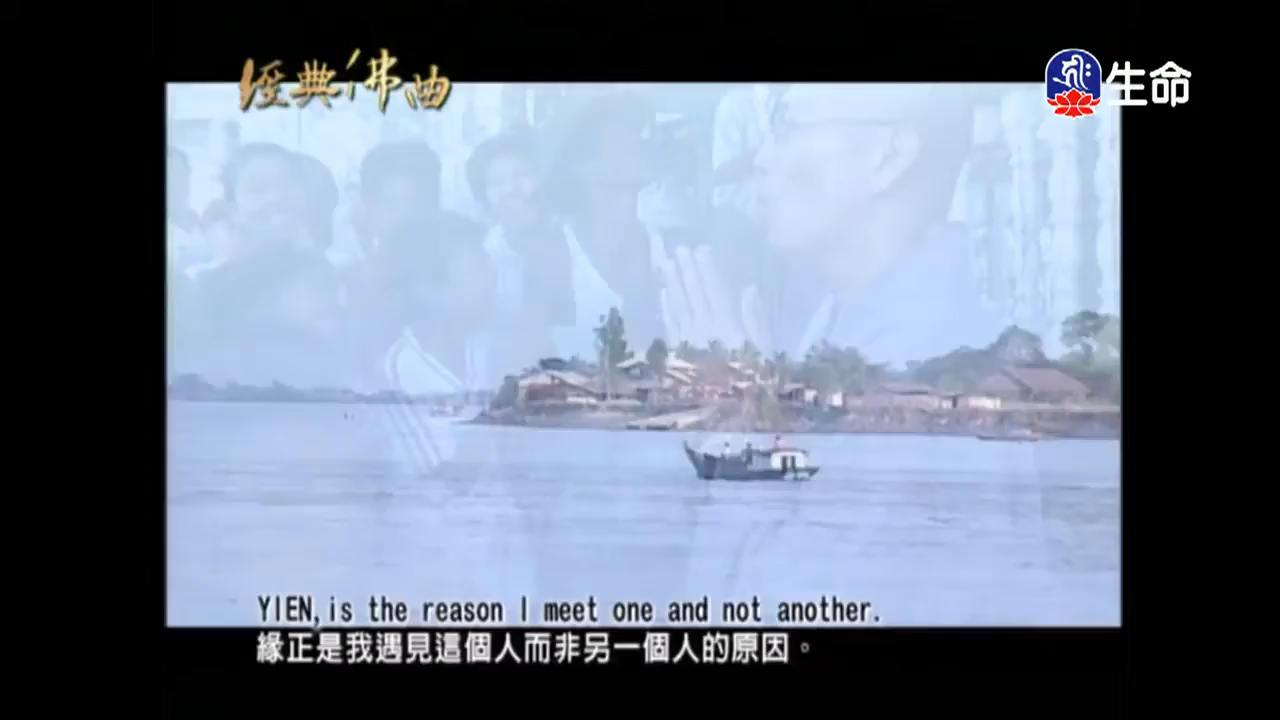 經典佛曲
生命
YIEN,is the reason I meet one and not another.
緣正是我遇見這個人而非另一個人的原因。